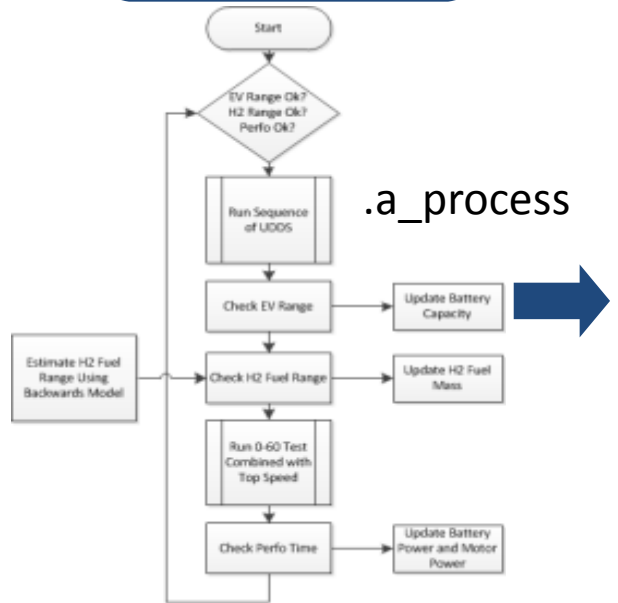 Start
EV Range Ok?
H2 Range Ok?
Perfo Ok?
Run Sequence
of UDDS
.a_process
Check EV Range
Update Battery
Capacity
Estimate H2 Fuel
Range Using
Backwards Model
Check H2 Fuel Range
Update H2 Fuel
Mass
Run 0-60 Test
Combined with
Top Speed
Check Perfo Time
Update Battery
Power and Motor
Power